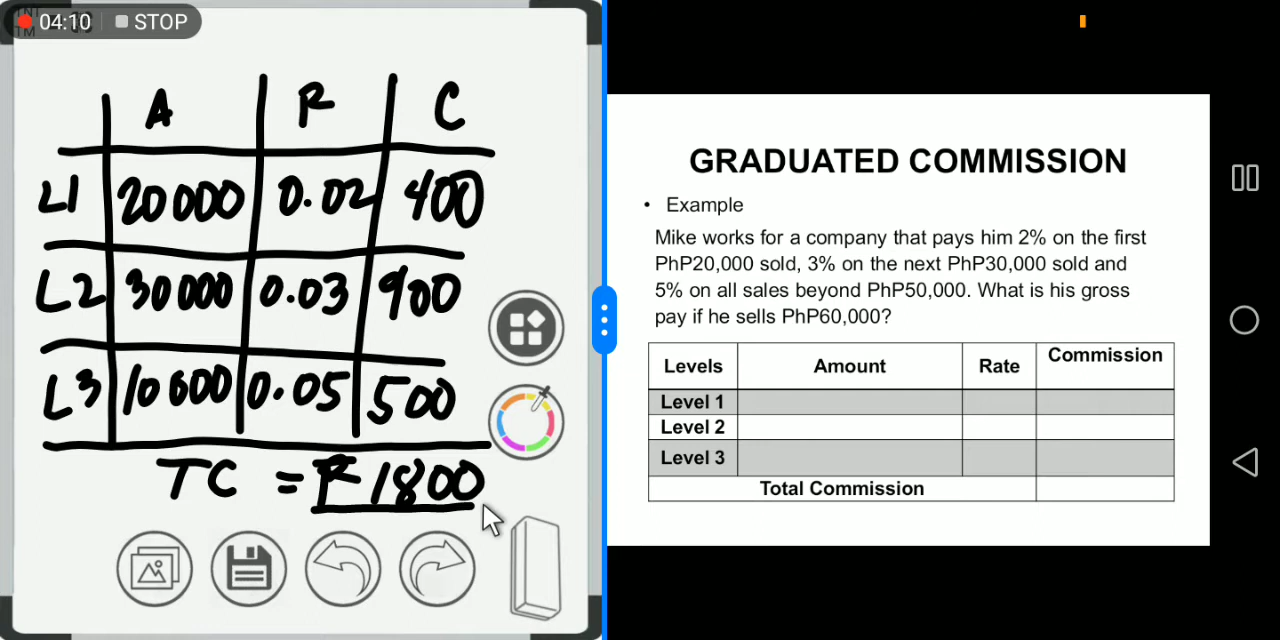 04:10 STOP
A R C
L1 20000 0.02 400
L2 30000 0.03 900
L3 10000 0.05 500
TC = ₱1800
GRADUATED COMMISSION
• Example
Mike works for a company that pays him 2% on the first
PhP20,000 sold, 3% on the next PhP30,000 sold and
5% on all sales beyond PhP50,000. What is his gross
pay if he sells PhP60,000?
Levels Amount Rate Commission
Level 1
Level 2
Level 3
Total Commission